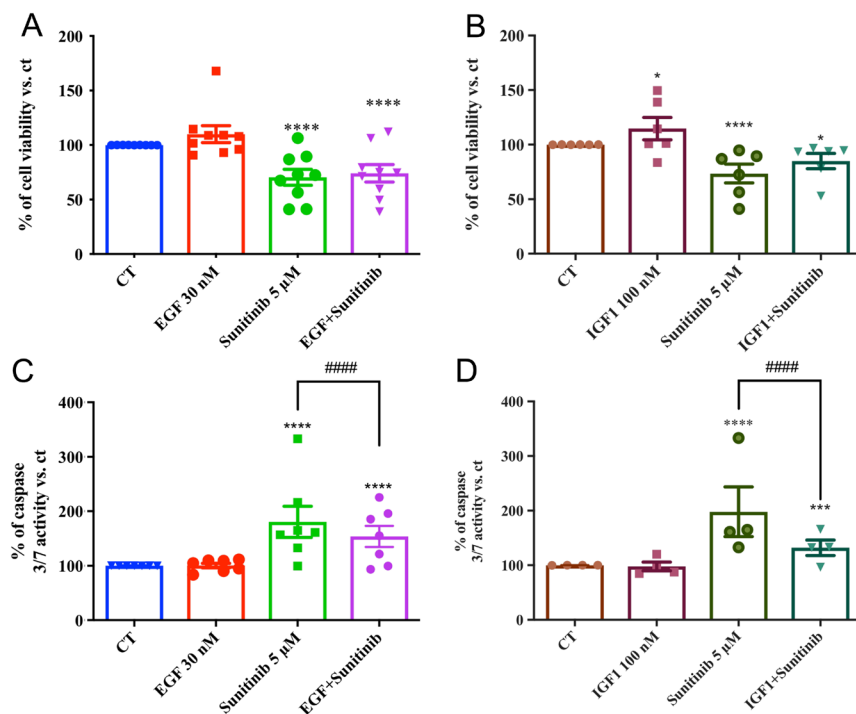 A
% of cell viability vs. ct
200
150
100
50
0
****
****
CT
EGF 30 nM
Sunitinib 5 µM
EGF+Sunitinib
B
% of cell viability vs. ct
200
150
100
50
0
*
****
*
CT
IGF1 100 nM
Sunitinib 5 µM
IGF1+Sunitinib
C
% of caspase
3/7 activity vs. ct
400
300
200
100
0
####
****
****
CT
EGF 30 nM
Sunitinib 5 µM
EGF+Sunitinib
D
% of caspase
3/7 activity vs. ct
400
300
200
100
0
####
****
***
CT
IGF1 100 nM
Sunitinib 5 µM
IGF1+Sunitinib